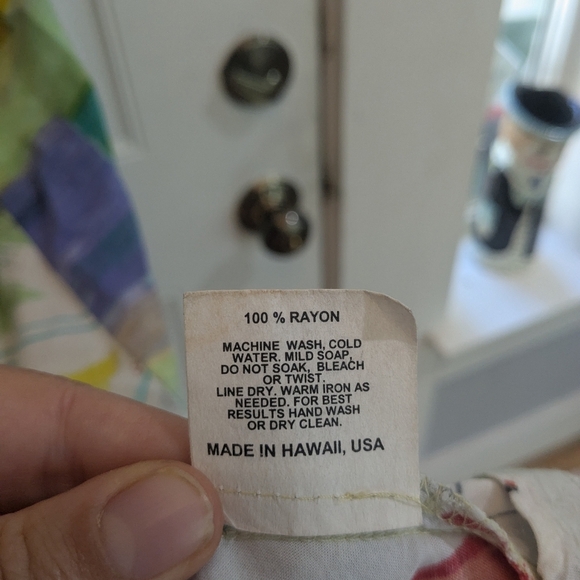 100 % RAYON
MACHINE WASH, COLD
WATER. MILD SOAP,
DO NOT SOAK, BLEACH
OR TWIST.
LINE DRY. WARM IRON AS
NEEDED. FOR BEST
RESULTS HAND WASH
OR DRY CLEAN.
MADE IN HAWAII, USA